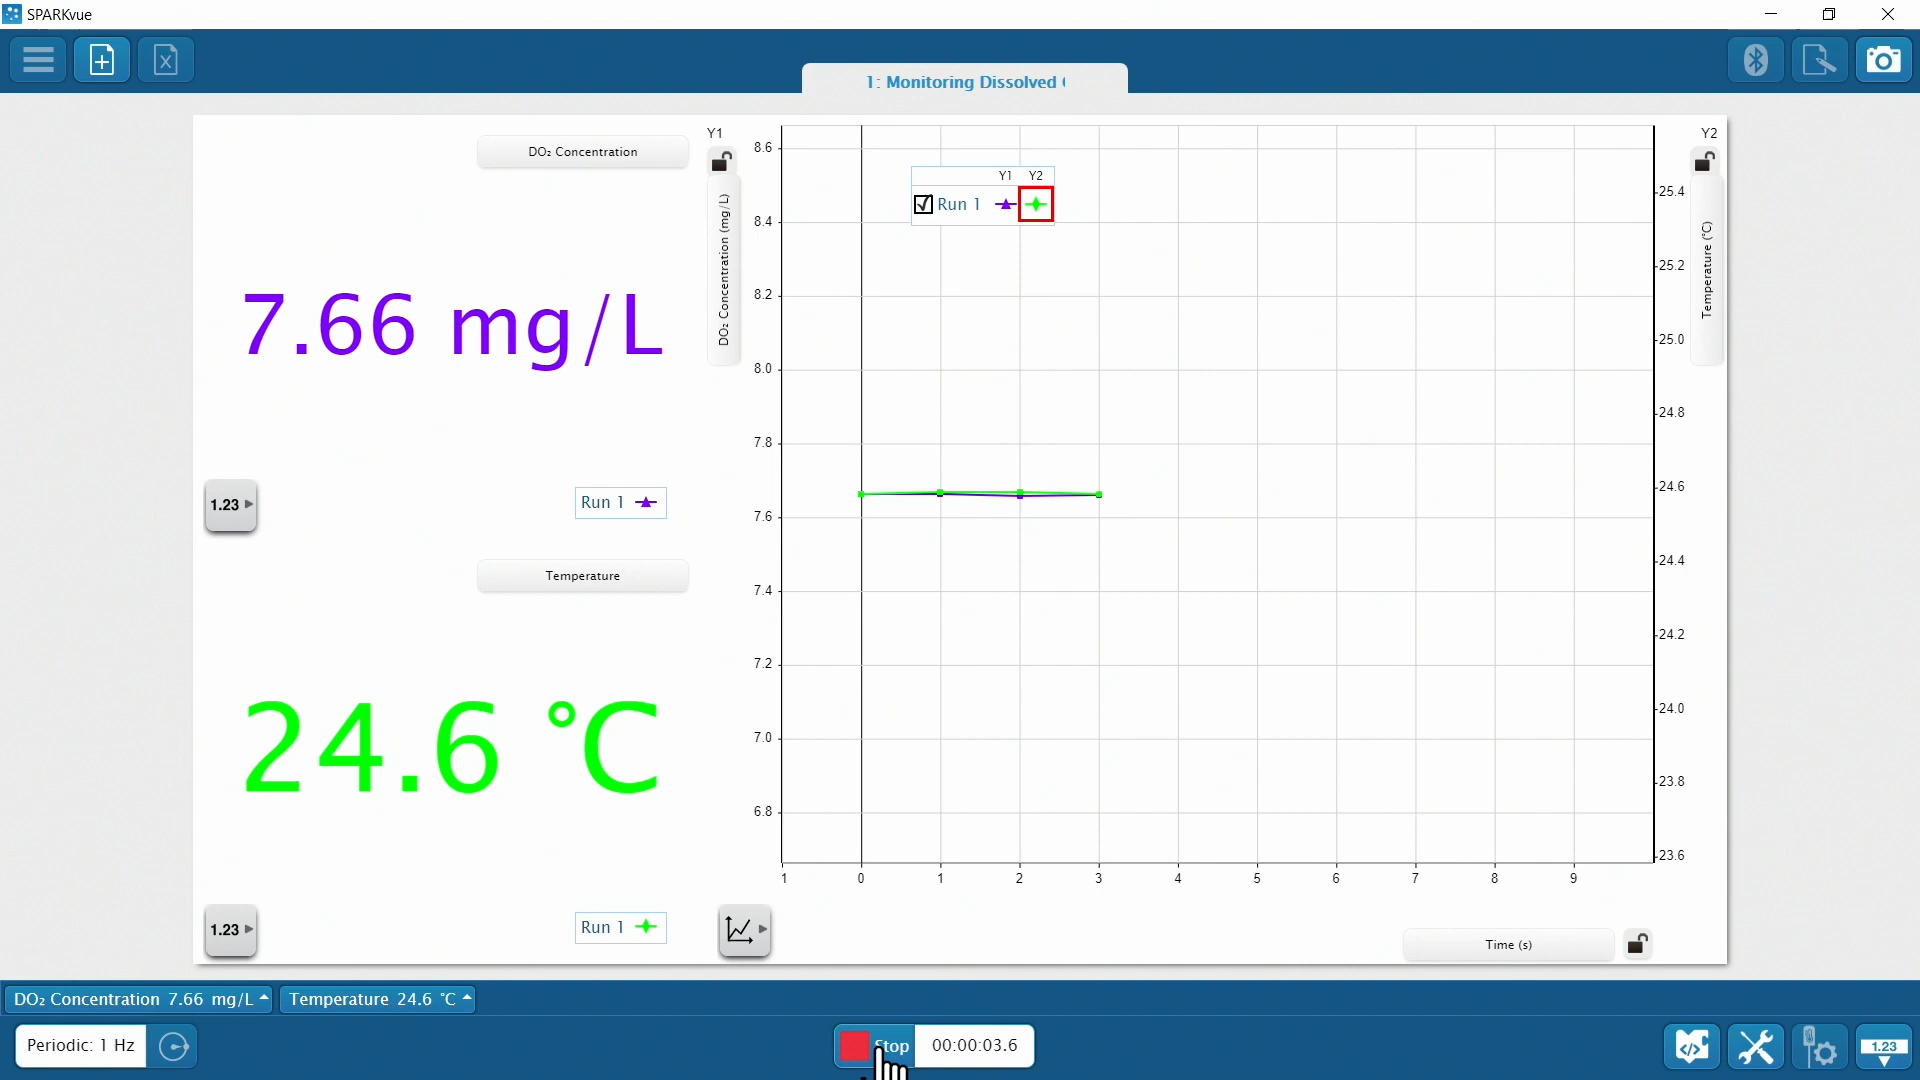 SPARKvue
1: Monitoring Dissolved
DO₂ Concentration
7.66 mg/L
1.23
Run 1
Temperature
24.6 °C
1.23
Run 1
Y1
DO₂ Concentration (mg/L)
8.6
8.4
8.2
8.0
7.8
7.6
7.4
7.2
7.0
6.8
Y1 Y2
Run 1
Y2
Temperature (°C)
25.4
25.2
25.0
24.8
24.6
24.4
24.2
24.0
23.8
23.6
1 0 1 2 3 4 5 6 7 8 9
Time (s)
DO₂ Concentration 7.66 mg/L
Temperature 24.6 °C
Periodic: 1 Hz
Stop
00:00:03.6
1.23